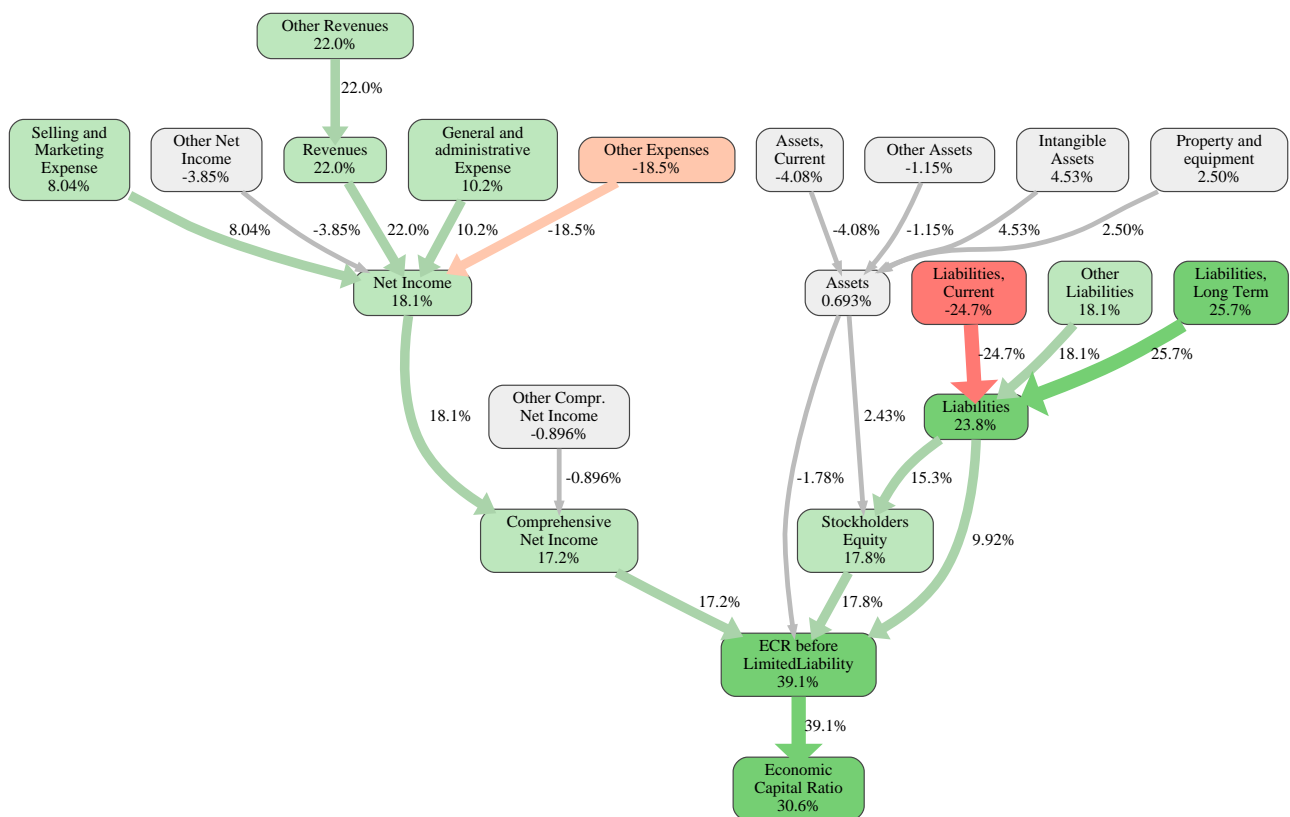 Other Revenues
22.0%
22.0%
Selling and
Marketing
Expense
8.04%
Other Net
Income
-3.85%
Revenues
22.0%
General and
administrative
Expense
10.2%
Other Expenses
-18.5%
Assets,
Current
-4.08%
Other Assets
-1.15%
Intangible
Assets
4.53%
Property and
equipment
2.50%
8.04%
-3.85%
22.0%
10.2%
-18.5%
-4.08%
-1.15%
4.53%
2.50%
Net Income
18.1%
Assets
0.693%
Liabilities,
Current
-24.7%
Other
Liabilities
18.1%
Liabilities,
Long Term
25.7%
-24.7%
18.1%
25.7%
18.1%
Other Compr.
Net Income
-0.896%
2.43%
Liabilities
23.8%
-0.896%
-1.78%
15.3%
Comprehensive
Net Income
17.2%
Stockholders
Equity
17.8%
9.92%
17.2%
17.8%
ECR before
LimitedLiability
39.1%
39.1%
Economic
Capital Ratio
30.6%